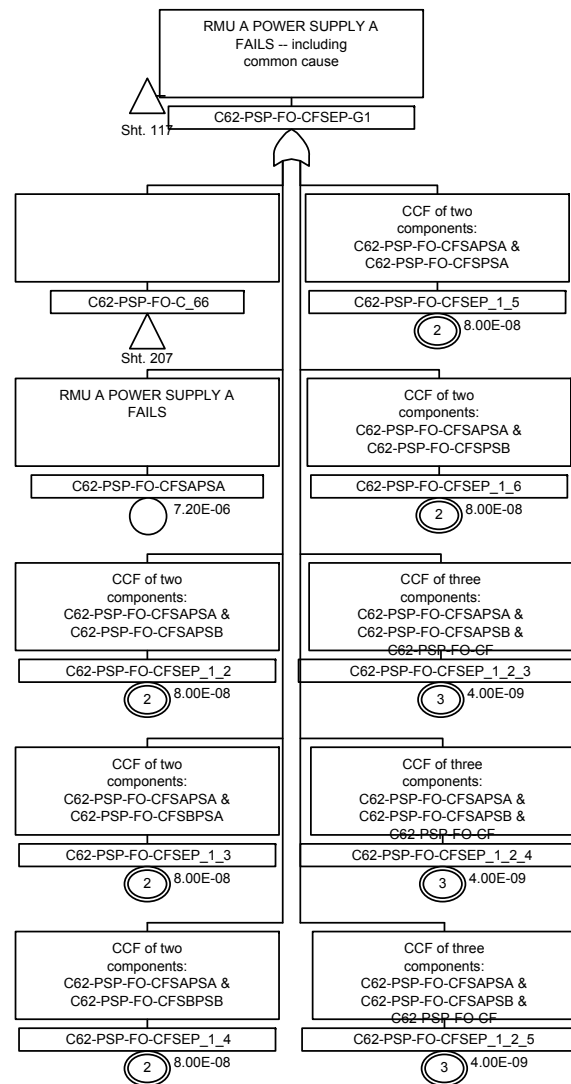 RMU A POWER SUPPLY A
FAILS -- including
common cause
Sht. 117
C62-PSP-FO-CFSEP-G1
C62-PSP-FO-C_66
Sht. 207
RMU A POWER SUPPLY A
FAILS
C62-PSP-FO-CFSAPSA
7.20E-06
CCF of two
components:
C62-PSP-FO-CFSAPSA &
C62-PSP-FO-CFSAPSB
C62-PSP-FO-CFSEP_1_2
2
8.00E-08
CCF of two
components:
C62-PSP-FO-CFSAPSA &
C62-PSP-FO-CFSBPSA
C62-PSP-FO-CFSEP_1_3
2
8.00E-08
CCF of two
components:
C62-PSP-FO-CFSAPSA &
C62-PSP-FO-CFSBPSB
C62-PSP-FO-CFSEP_1_4
2
8.00E-08
CCF of two
components:
C62-PSP-FO-CFSAPSA &
C62-PSP-FO-CFSPSA
C62-PSP-FO-CFSEP_1_5
2
8.00E-08
CCF of two
components:
C62-PSP-FO-CFSAPSA &
C62-PSP-FO-CFSPSB
C62-PSP-FO-CFSEP_1_6
2
8.00E-08
CCF of three
components:
C62-PSP-FO-CFSAPSA &
C62-PSP-FO-CFSAPSB &
C62-PSP-FO-CF
C62-PSP-FO-CFSEP_1_2_3
3
4.00E-09
CCF of three
components:
C62-PSP-FO-CFSAPSA &
C62-PSP-FO-CFSAPSB &
C62-PSP-FO-CF
C62-PSP-FO-CFSEP_1_2_4
3
4.00E-09
CCF of three
components:
C62-PSP-FO-CFSAPSA &
C62-PSP-FO-CFSAPSB &
C62-PSP-FO-CF
C62-PSP-FO-CFSEP_1_2_5
3
4.00E-09